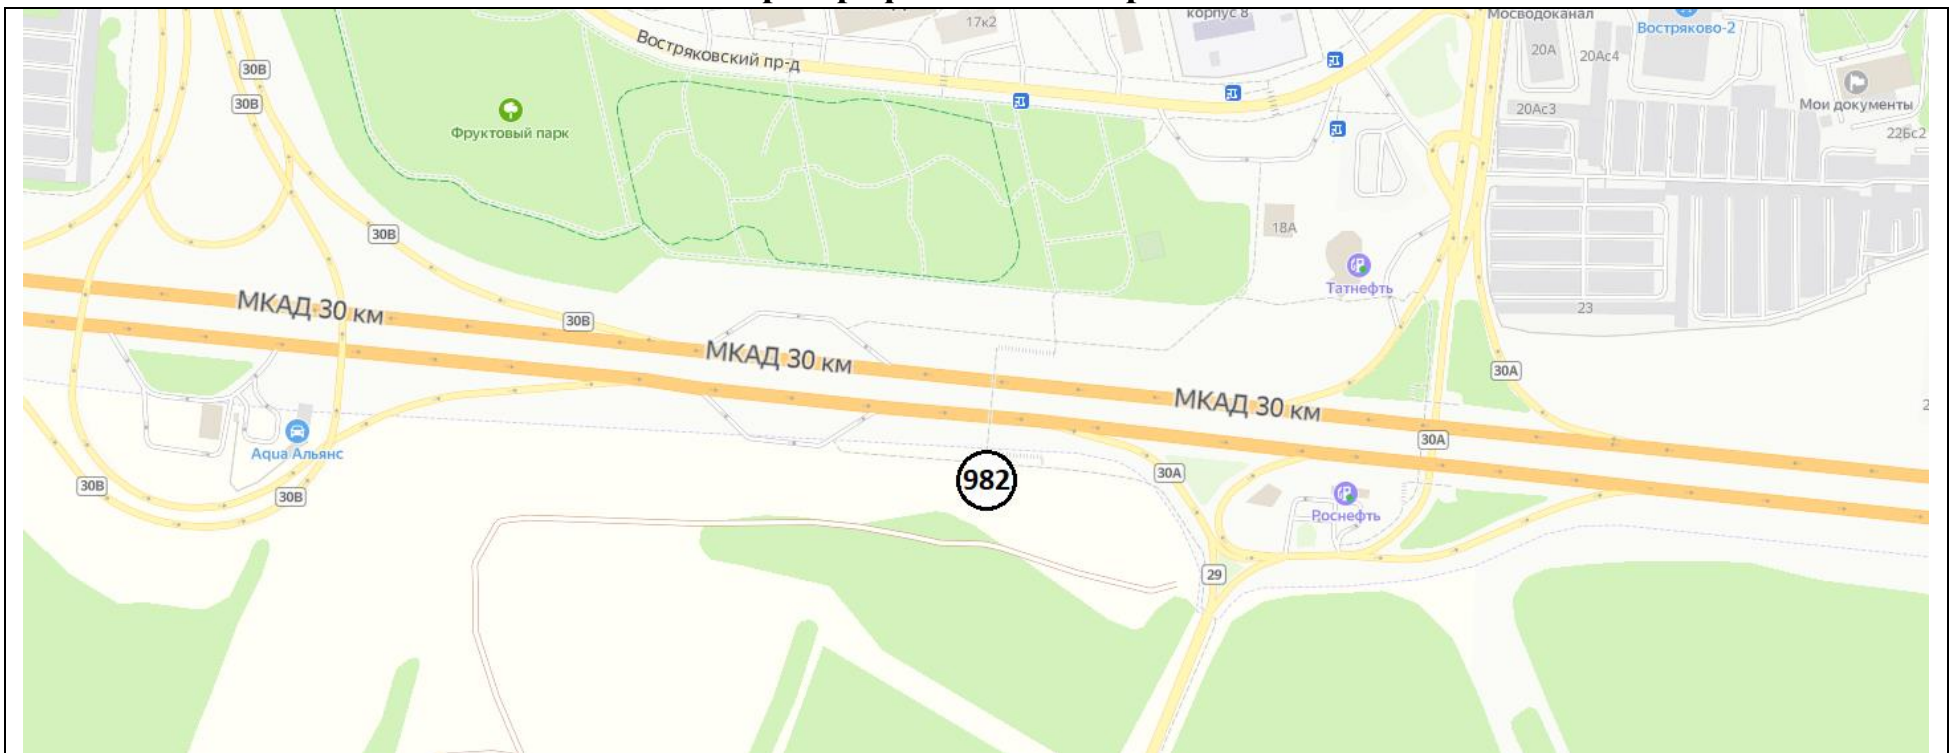 17к2
корпус 8
Мосводоканал
Востряково-2
Востряковский пр-д
20А
20Ас4
30В
30В
20Ас3
Мои документы
Фруктовый парк
22Бс2
18А
30В
Татнефть
МКАД 30 км
23
30В
МКАД 30 км
30А
МКАД 30 км
2
30А
Aqua Альянс
30А
982
30В
30В
Роснефть
29